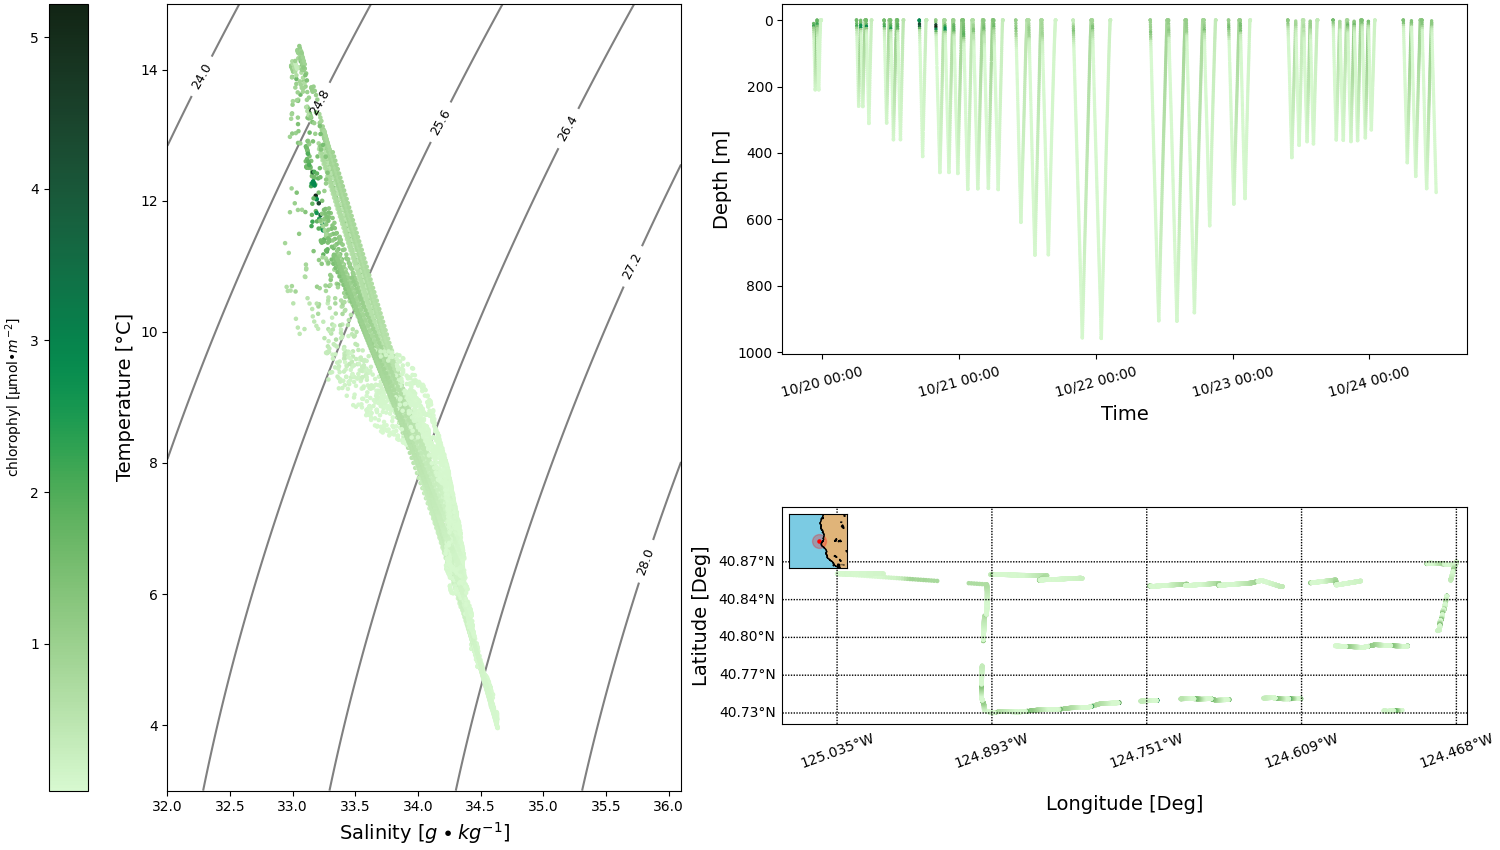 5
4
3
2
1
chlorophyl [µmol•m⁻²]
14
12
10
8
6
4
Temperature [°C]
24.0
24.8
25.6
26.4
27.2
28.0
32.0 32.5 33.0 33.5 34.0 34.5 35.0 35.5 36.0
Salinity [g • kg⁻¹]
0
200
400
600
800
1000
Depth [m]
10/20 00:00 10/21 00:00 10/22 00:00 10/23 00:00 10/24 00:00
Time
40.87°N
40.84°N
40.80°N
40.77°N
40.73°N
Latitude [Deg]
125.035°W 124.893°W 124.751°W 124.609°W 124.468°W
Longitude [Deg]